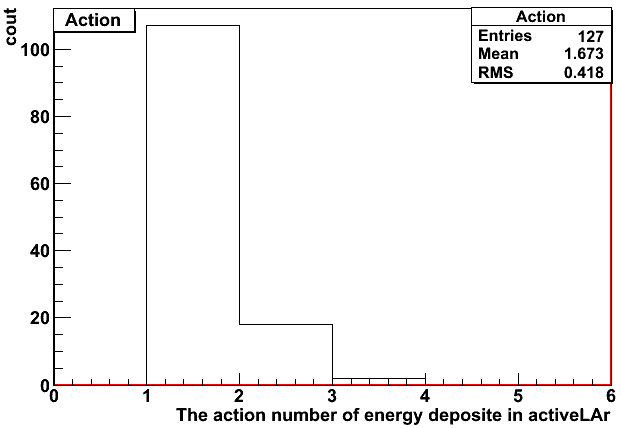 Action
Action
Entries 127
Mean 1.673
RMS 0.418
cout
100
80
60
40
20
0
0 1 2 3 4 5 6
The action number of energy deposite in activeLAr